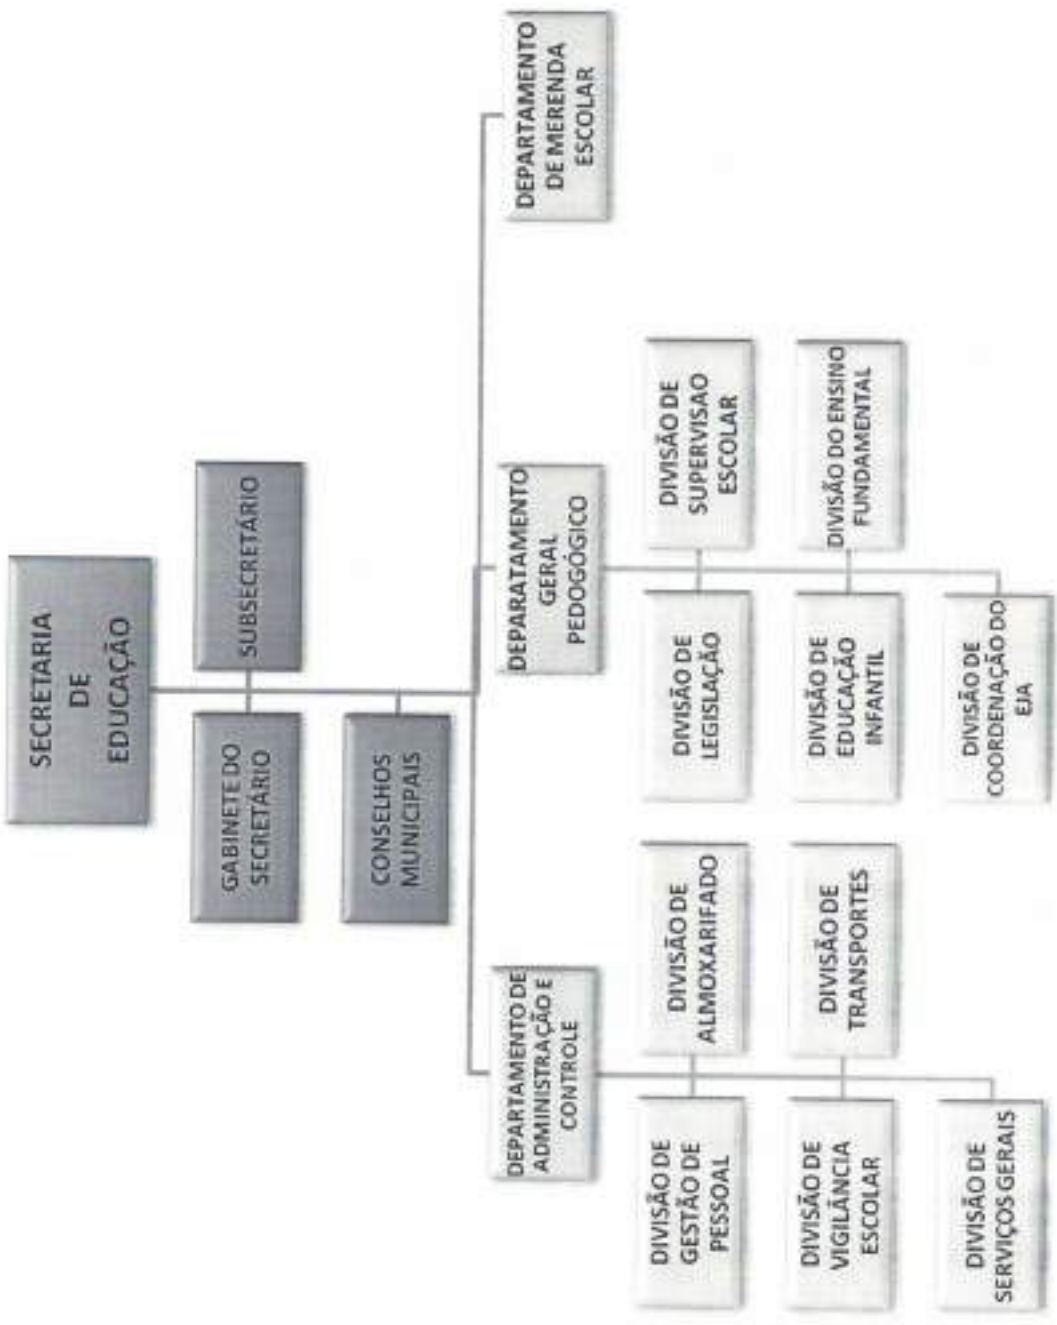 SECRETARIA
DE
EDUCAÇÃO
GABINETE DO
SECRETÁRIO
SUBSECRETÁRIO
CONSELHOS
MUNICIPAIS
DEPARTAMENTO DE
ADMINISTRAÇÃO E
CONTROLE
DIVISÃO DE
GESTÃO DE
PESSOAL
DIVISÃO DE
ALMOXARIFADO
DIVISÃO DE
VIGILÂNCIA
ESCOLAR
DIVISÃO DE
TRANSPORTES
DIVISÃO DE
SERVIÇOS GERAIS
DEPARATAMENTO
GERAL
PEDOGÓGICO
DIVISÃO DE
LEGISLAÇÃO
DIVISÃO DE
SUPERVISAO
ESCOLAR
DIVISÃO DE
EDUCAÇÃO
INFANTIL
DIVISÃO DO ENSINO
FUNDAMENTAL
DIVISÃO DE
COORDENAÇÃO DO
EJA
DEPARTAMENTO
DE MERENDA
ESCOLAR